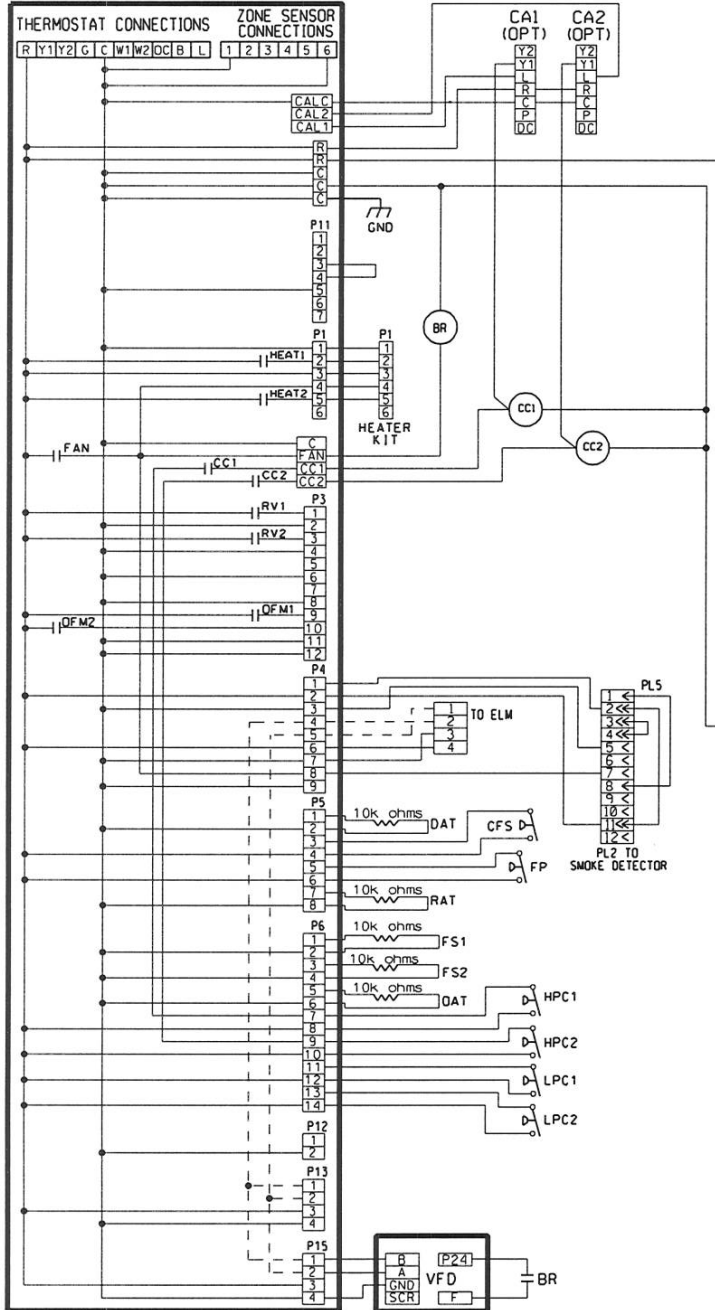 THERMOSTAT CONNECTIONS
ZONE SENSOR
CONNECTIONS
R Y1 Y2 G C W1 W2 OC B L
1 2 3 4 5 6
CA1
(OPT)
Y2
Y1
L
R
C
P
DC
CA2
(OPT)
Y2
Y1
L
R
C
P
DC
CALC
CAL2
CAL1
R
R
C
C
C
GND
P11
1
2
3
4
5
6
7
BR
P1
1
2
3
4
5
6
HEAT1
HEAT2
P1
1
2
3
4
5
6
HEATER
KIT
CC1
CC2
FAN
C
FAN
CC1
CC2
CC1
CC2
P3
RV1
RV2
OFM1
OFM2
1
2
3
4
5
6
7
8
9
10
11
12
P4
1
2
3
4
5
6
7
8
9
1
2
3
4
TO ELM
PL5
1
2
3
4
5
6
7
8
9
10
11
12
PL2 TO
SMOKE DETECTOR
P5
1
2
3
4
5
6
7
8
10k ohms
DAT
CFS
FP
10k ohms
RAT
P6
1
2
3
4
5
6
7
8
9
10
11
12
13
14
10k ohms
FS1
10k ohms
FS2
10k ohms
OAT
HPC1
HPC2
LPC1
LPC2
P12
1
2
P13
1
2
3
4
P15
1
2
3
4
B
A
GND
SCR
VFD
P24
F
BR